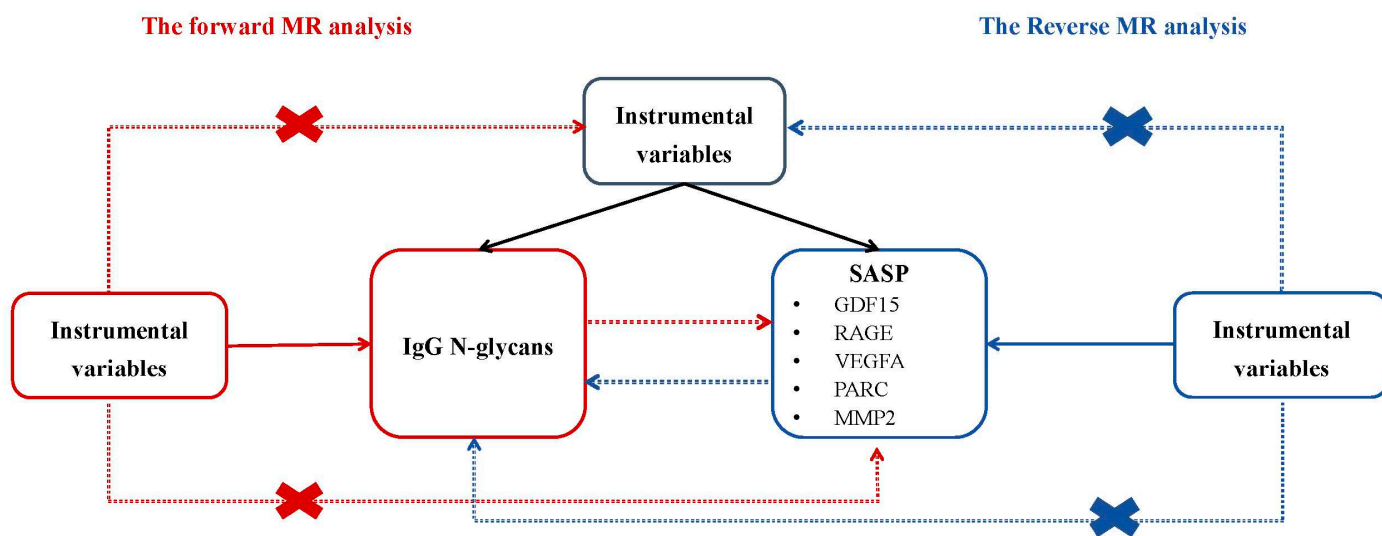 The forward MR analysis
The Reverse MR analysis
Instrumental
variables
Instrumental
variables
IgG N-glycans
SASP
• GDF15
• RAGE
• VEGFA
• PARC
• MMP2
Instrumental
variables